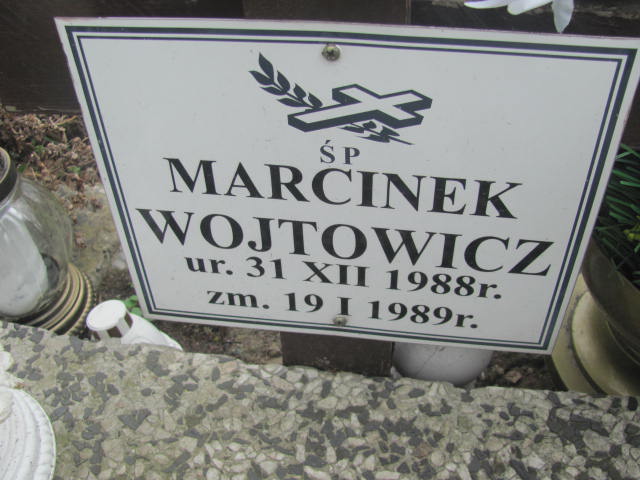 ŚP
MARCINEK
WOJTOWICZ
ur. 31 XII 1988r.
zm. 19 I 1989r.